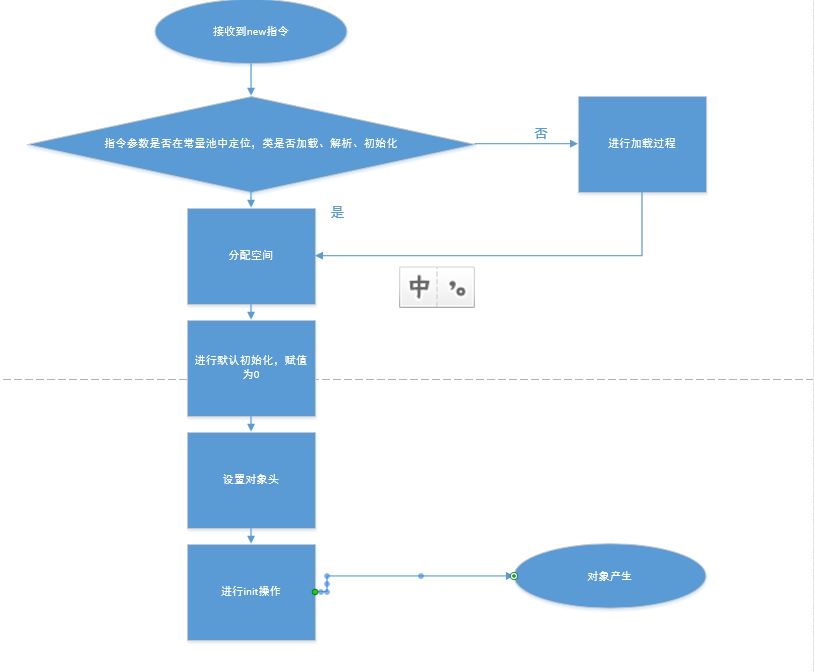 接收到new指令
指令参数是否在常量池中定位，类是否加载、解析、初始化
否
进行加载过程
是
分配空间
中 ，。
进行默认初始化，赋值
为0
设置对象头
进行init操作
对象产生